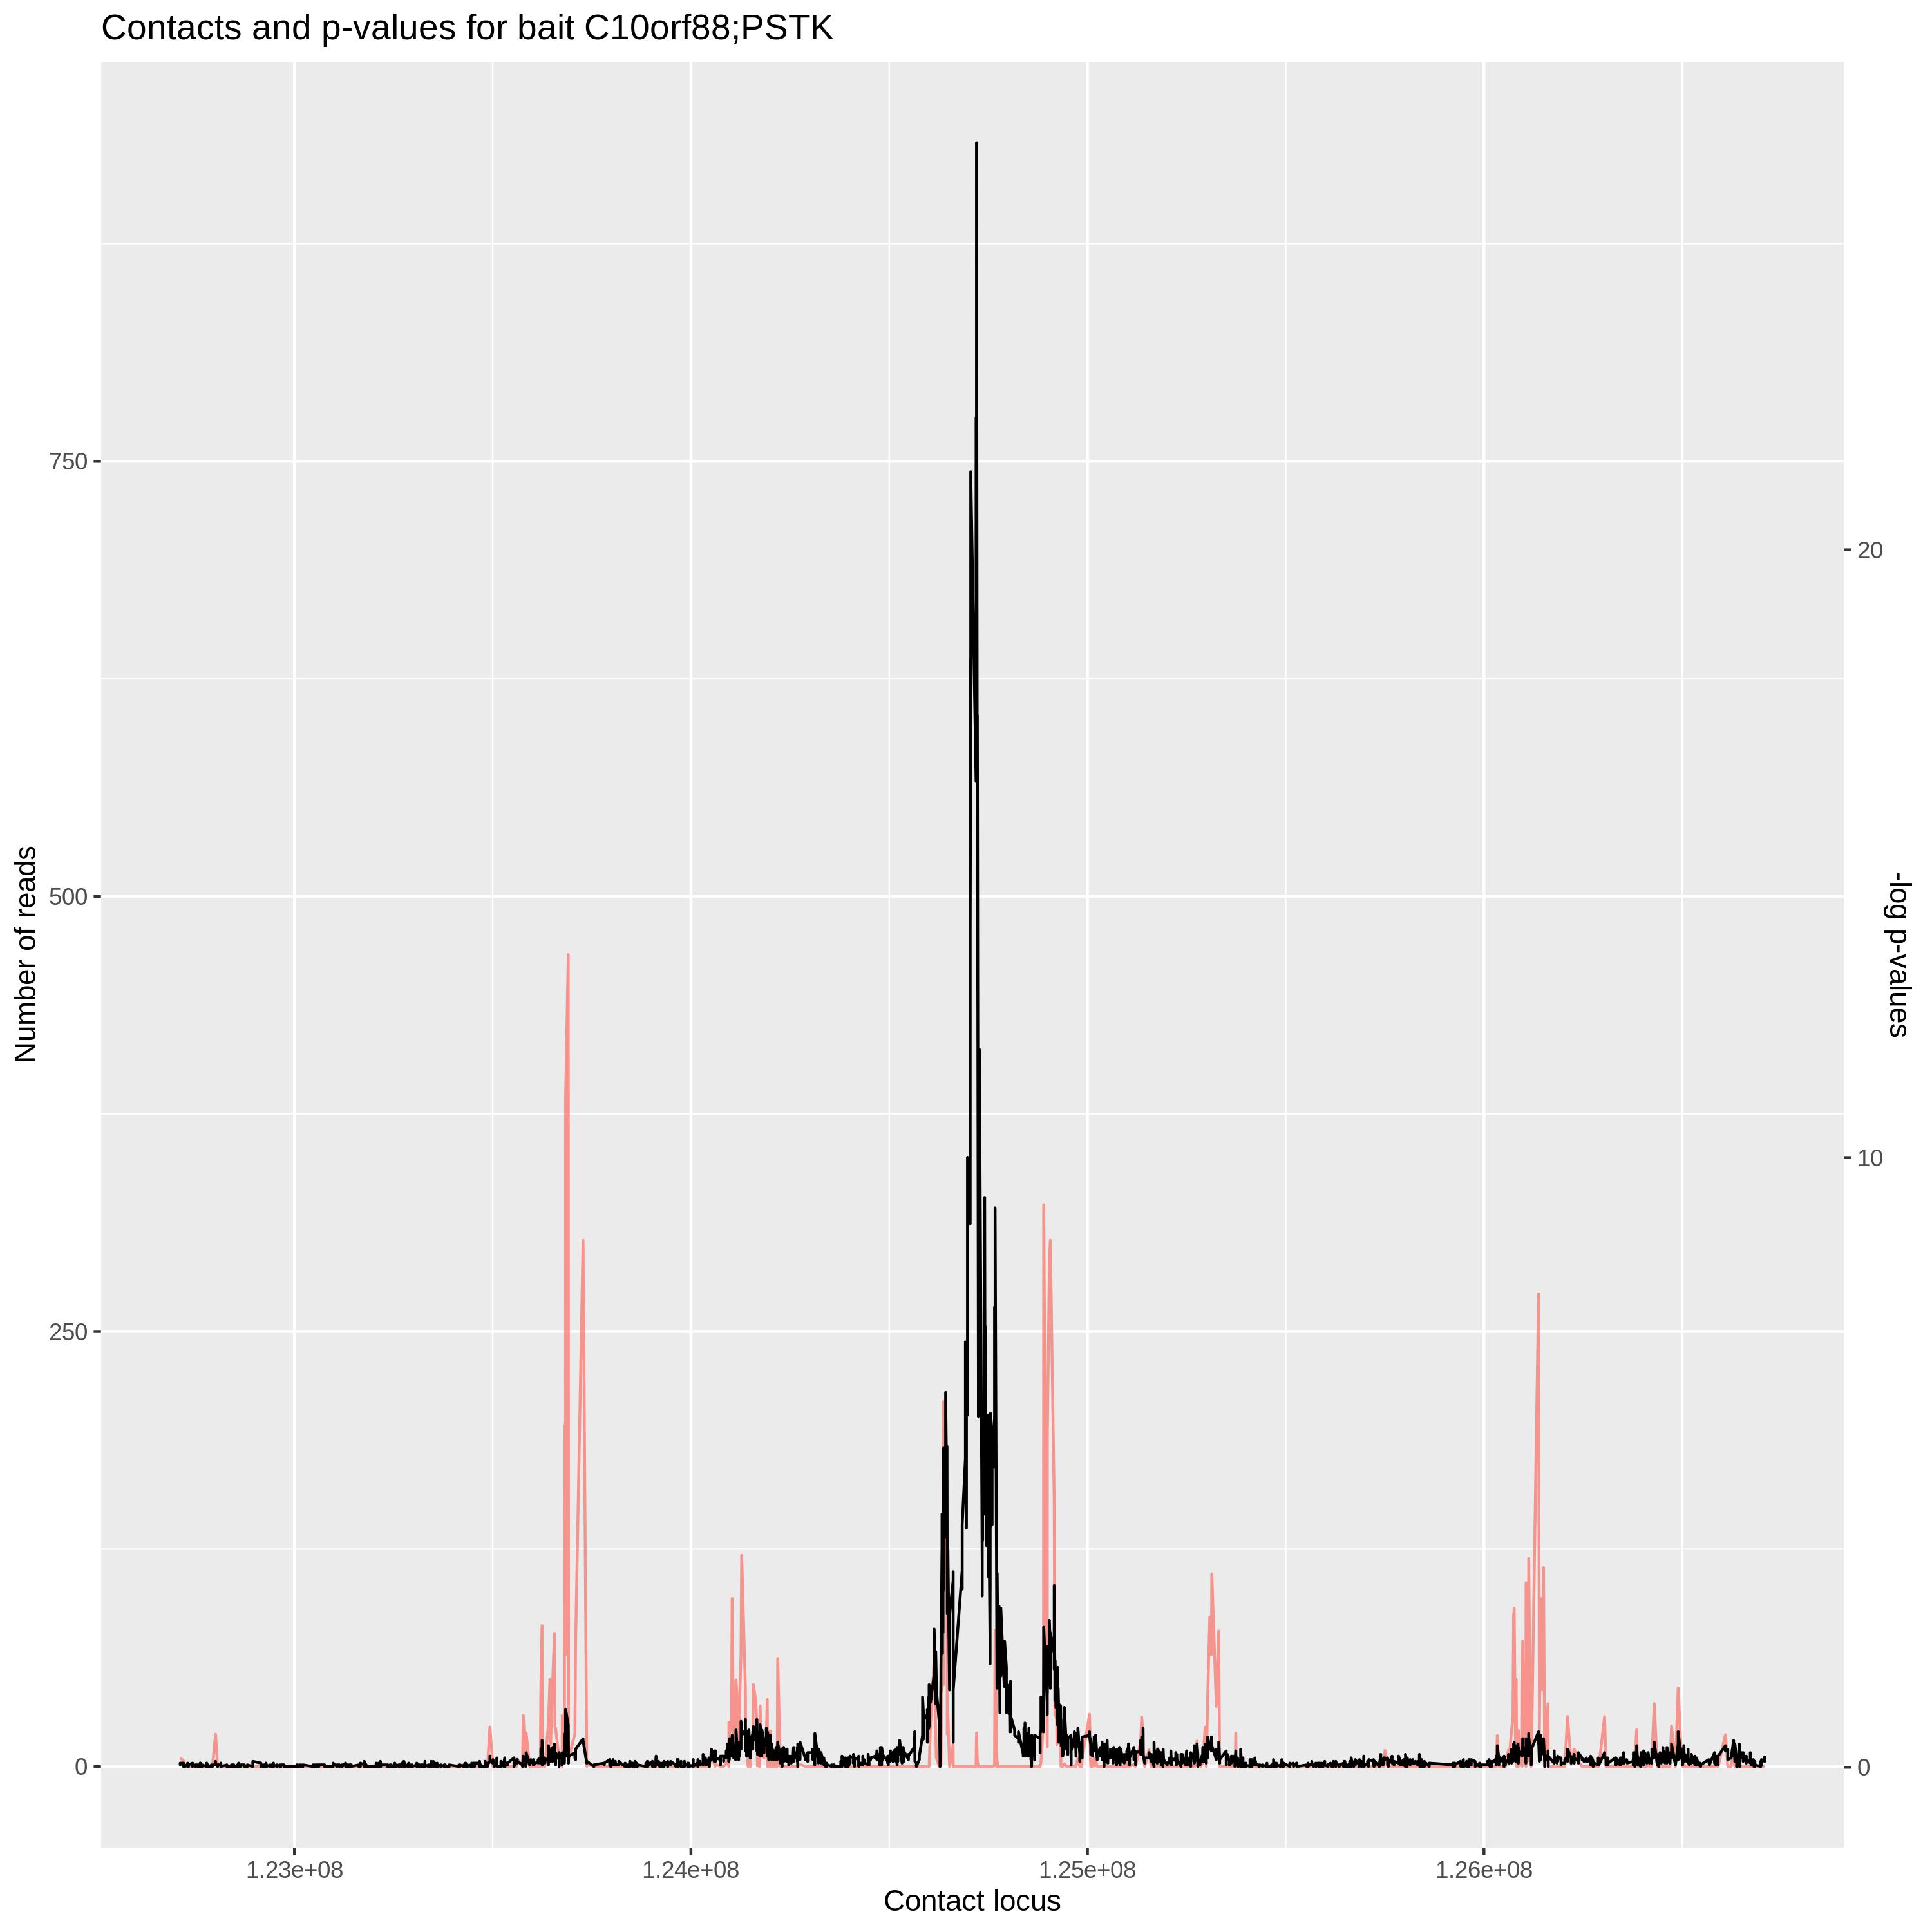 Contacts and p-values for bait C10orf88;PSTK
Number of reads
750
500
250
0
20
10
0
-log p-values
1.23e+08
1.24e+08
1.25e+08
1.26e+08
Contact locus